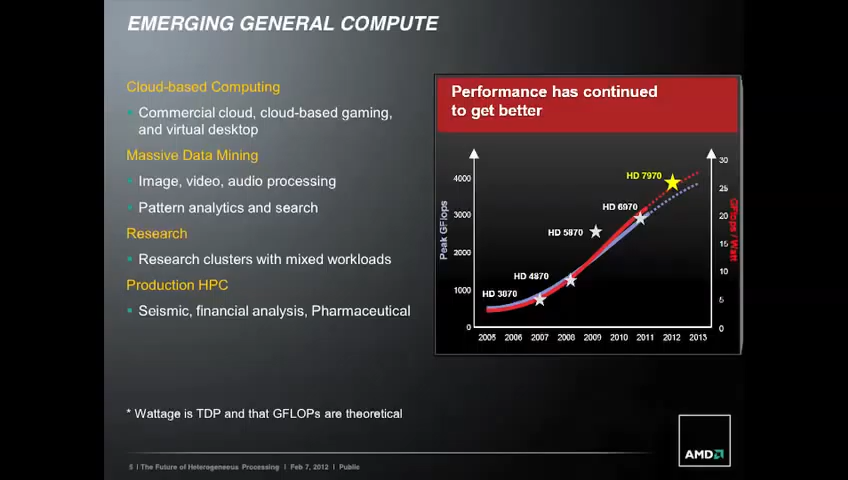 EMERGING GENERAL COMPUTE
Cloud-based Computing
Commercial cloud, cloud-based gaming,
and virtual desktop
Massive Data Mining
Image, video, audio processing
Pattern analytics and search
Research
Research clusters with mixed workloads
Production HPC
Seismic, financial analysis, Pharmaceutical
* Wattage is TDP and that GFLOPs are theoretical
Performance has continued
to get better
Peak GFlops
4000
3000
2000
1000
0
HD 3870
HD 4870
HD 5870
HD 6970
HD 7970
30
25
20
15
10
5
0
GFlops / Watt
2005 2006 2007 2008 2009 2010 2011 2012 2013
5 | The Future of Heterogeneous Processing | Feb 7, 2012 | Public
AMD